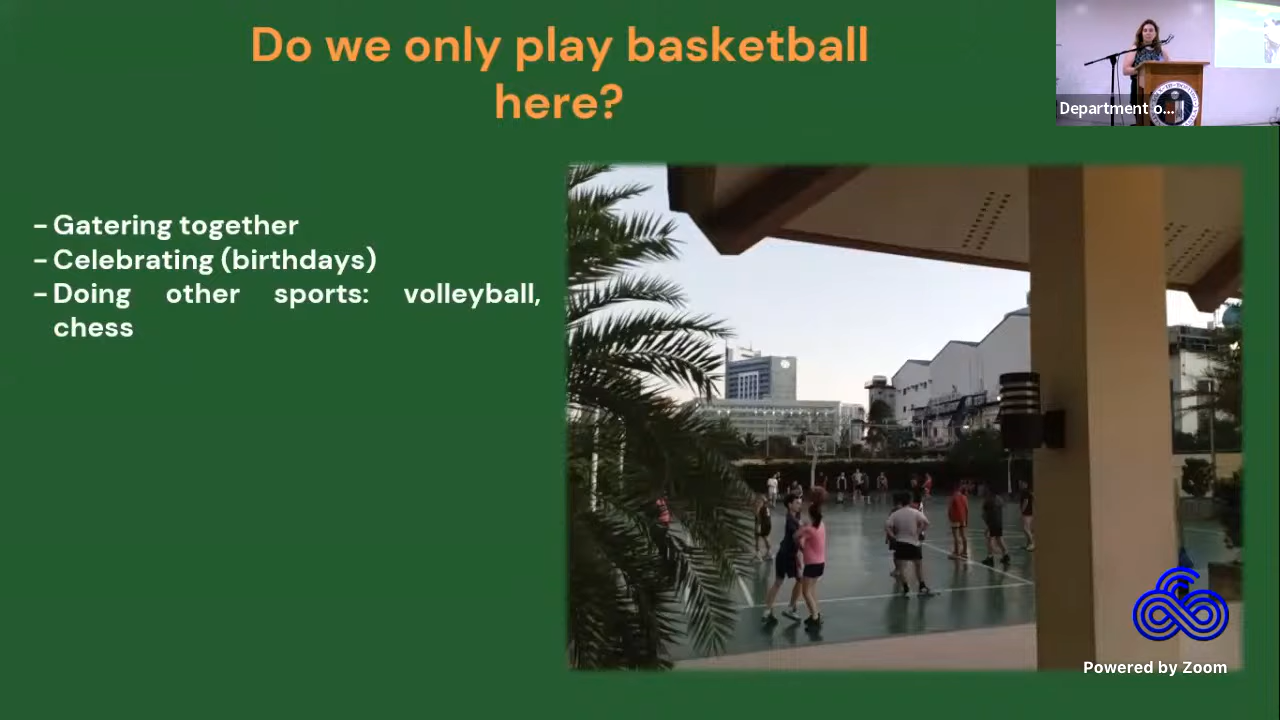 Do we only play basketball
here?
Department o...
- Gatering together
- Celebrating (birthdays)
- Doing other sports: volleyball,
chess
Powered by Zoom